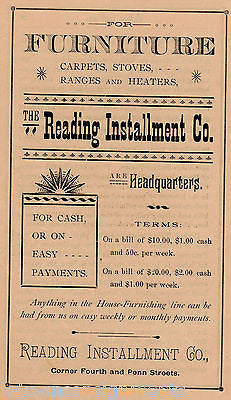 FOR
FURNITURE
CARPETS, STOVES,
RANGES AND HEATERS,
THE Reading Installment Co.
ARE Headquarters.
FOR CASH,
OR ON
EASY
PAYMENTS.
TERMS:
On a bill of $10.00, $1.00 cash
and 50c. per week.
On a bill of $20.00, $2.00 cash
and $1.00 per week.
Anything in the House-Furnishing line can be
had from us on easy weekly or monthly payments.
READING INSTALLMENT CO.,
Corner Fourth and Penn Streets.